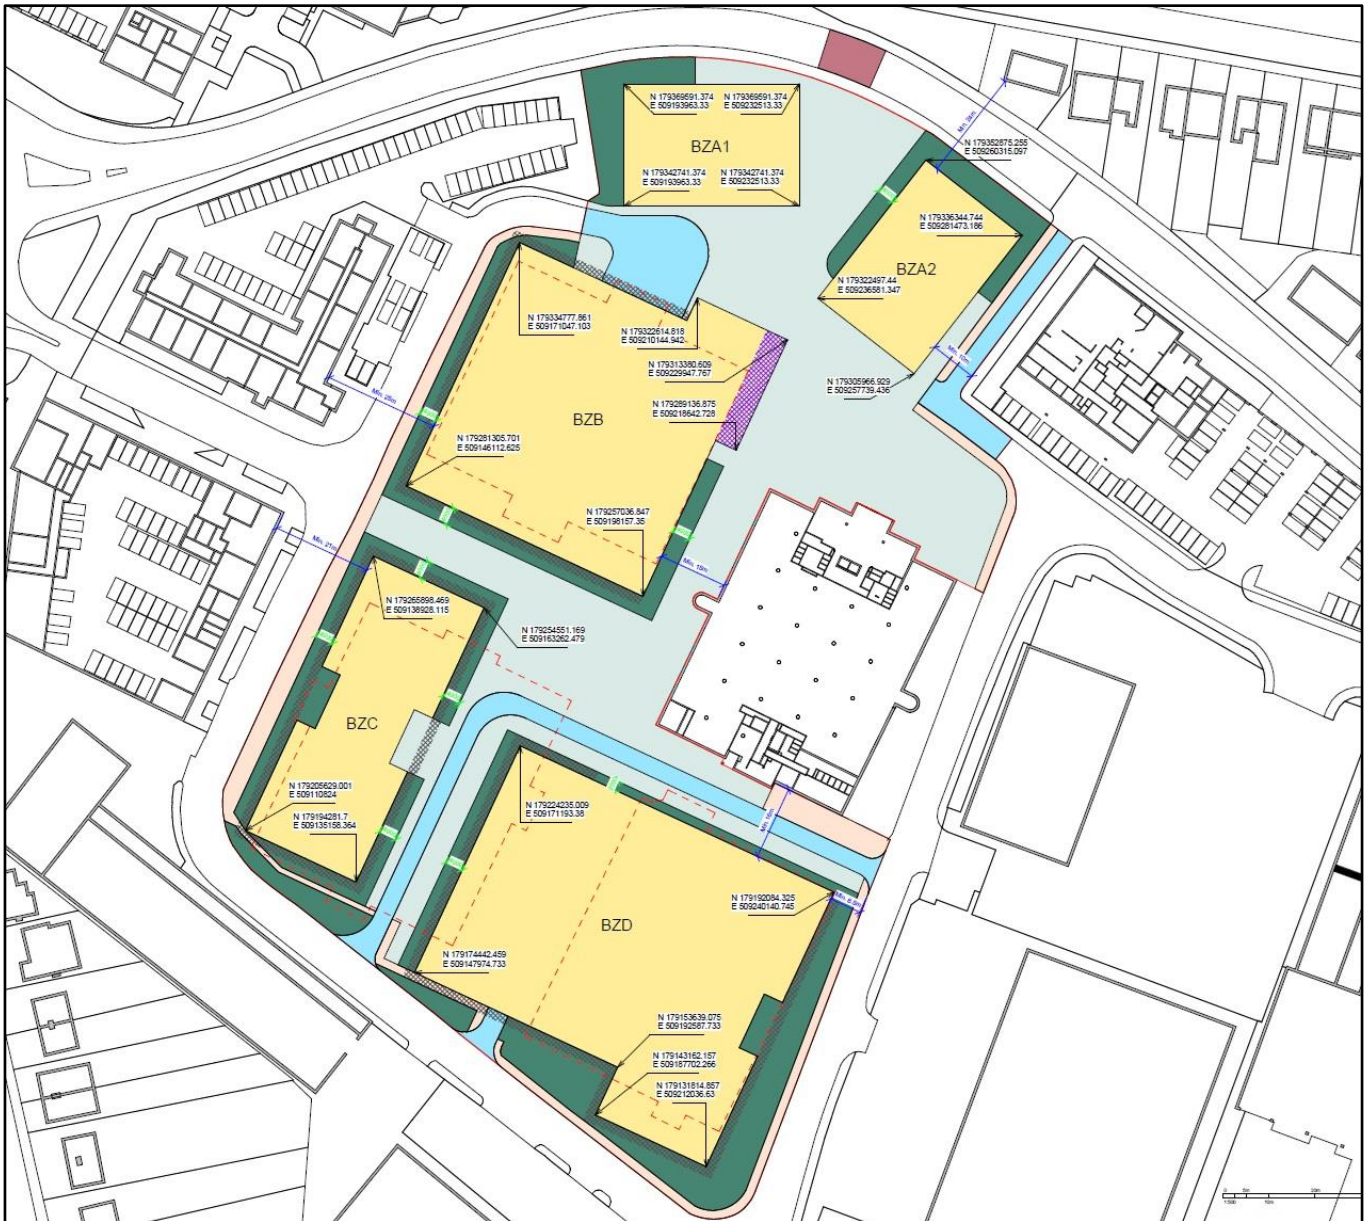 N 179369591.374
E 509193963.33
N 179369591.374
E 509232513.33
BZA1
N 179342741.374
E 509193963.33
N 179342741.374
E 509232513.33
N 179352875.255
E 509260315.097
N 179336344.744
E 509281473.186
BZA2
N 179322497.44
E 509236581.347
N 179334777.861
E 509171047.103
N 179322614.818
E 509210144.942
N 179313380.609
E 509229947.767
N 179305966.929
E 509257739.436
Min. 10m
N 179289136.875
E 509218642.728
BZB
N 179281305.701
E 509146112.625
N 179257036.847
E 509198157.35
Min. 21m
N 179265898.469
E 509138928.115
N 179254551.169
E 509163262.479
BZC
N 179205629.001
E 509110824
N 179194281.7
E 509135158.364
N 179224235.009
E 509171193.38
N 179192084.325
E 509240140.745
BZD
N 179174442.459
E 509147974.733
N 179153639.075
E 509192587.733
N 179143162.157
E 509187702.266
N 179131814.857
E 509212036.63